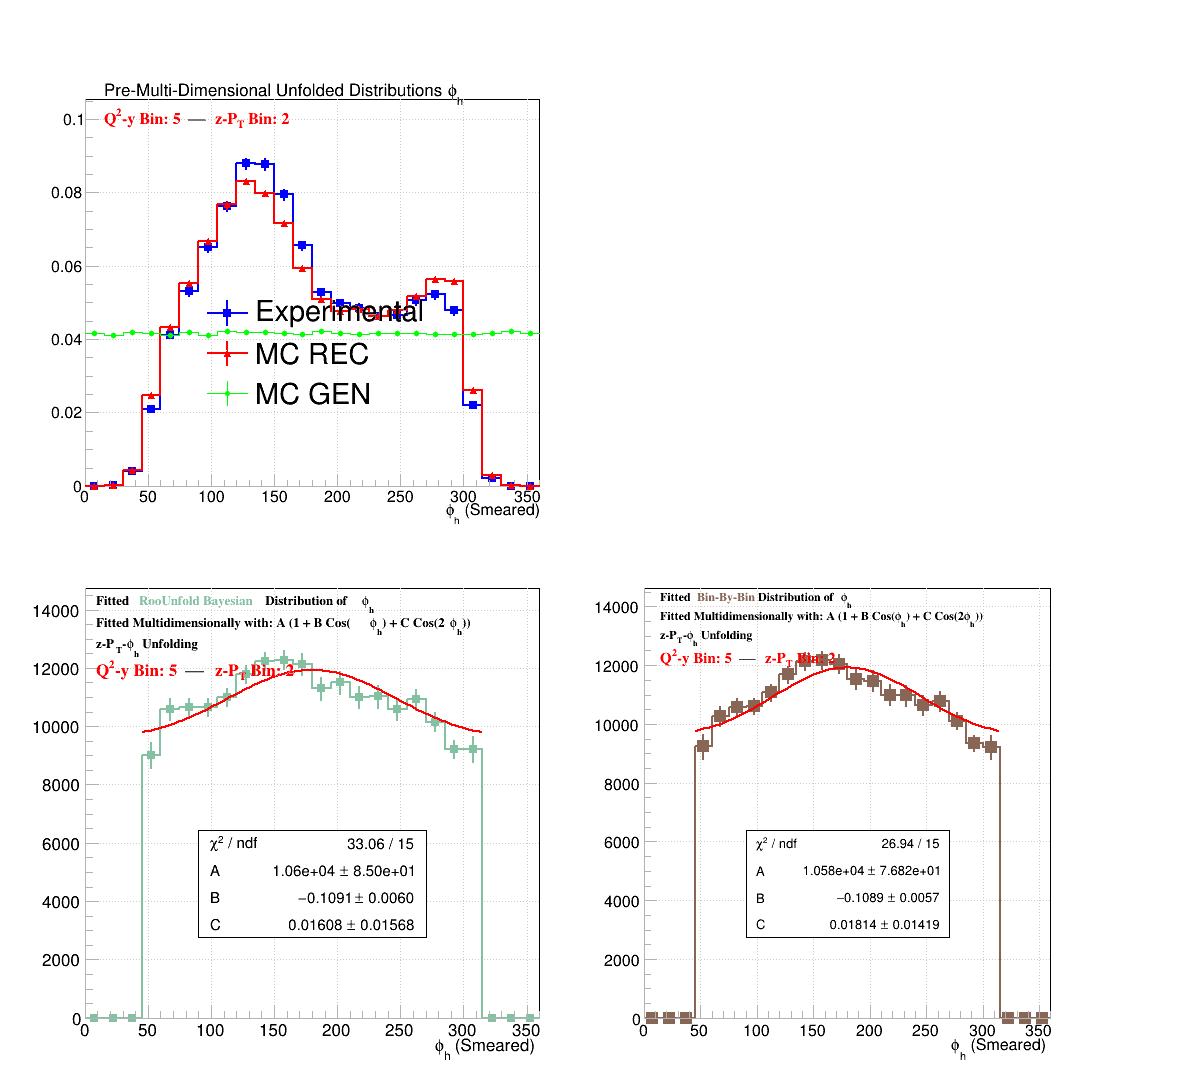 Pre-Multi-Dimensional Unfolded Distributions ϕh
Q²-y Bin: 5 — z-PT Bin: 2
0.1
0.08
0.06
0.04
0.02
0
Experimental
MC REC
MC GEN
0 50 100 150 200 250 300 350
ϕh (Smeared)
Fitted RooUnfold Bayesian Distribution of ϕh
Fitted Multidimensionally with: A (1 + B Cos( ϕh) + C Cos(2 ϕh))
z-PT-ϕh Unfolding
Q²-y Bin: 5 — z-PT Bin: 2
14000
12000
10000
8000
6000
4000
2000
0
χ² / ndf 33.06 / 15
A 1.06e+04 ± 8.50e+01
B −0.1091 ± 0.0060
C 0.01608 ± 0.01568
0 50 100 150 200 250 300 350
ϕh (Smeared)
Fitted Bin-By-Bin Distribution of ϕh
Fitted Multidimensionally with: A (1 + B Cos(ϕh) + C Cos(2ϕh))
z-PT-ϕh Unfolding
Q²-y Bin: 5 — z-PT Bin: 2
14000
12000
10000
8000
6000
4000
2000
0
χ² / ndf 26.94 / 15
A 1.058e+04 ± 7.682e+01
B −0.1089 ± 0.0057
C 0.01814 ± 0.01419
0 50 100 150 200 250 300 350
ϕh (Smeared)